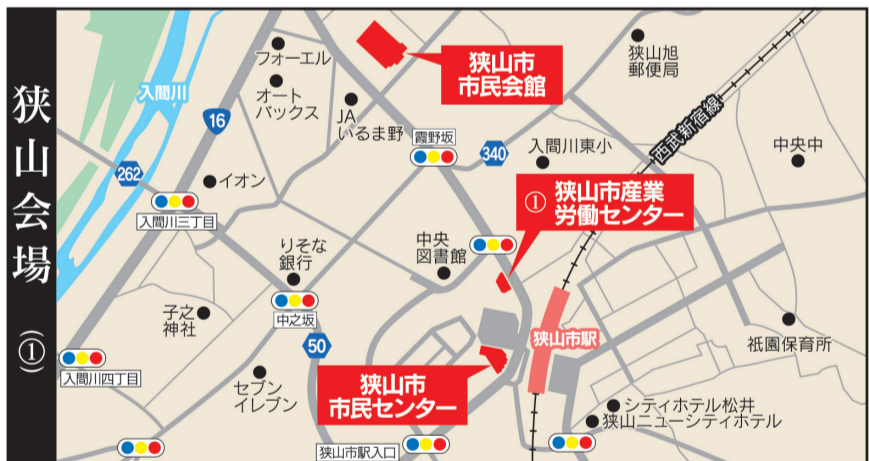 狭山会場(①)
フォーエル
オート
バックス
入間川
16
JA
いるま野
狭山市
市民会館
狭山旭
郵便局
西武新宿線
霞野坂
340
入間川東小
中央中
262
イオン
入間川三丁目
① 狭山市産業
労働センター
りそな
銀行
中央
図書館
子之
神社
中之坂
50
狭山市駅
祇園保育所
入間川四丁目
セブン
イレブン
狭山市
市民センター
シティホテル松井
狭山ニューシティホテル
狭山市駅入口